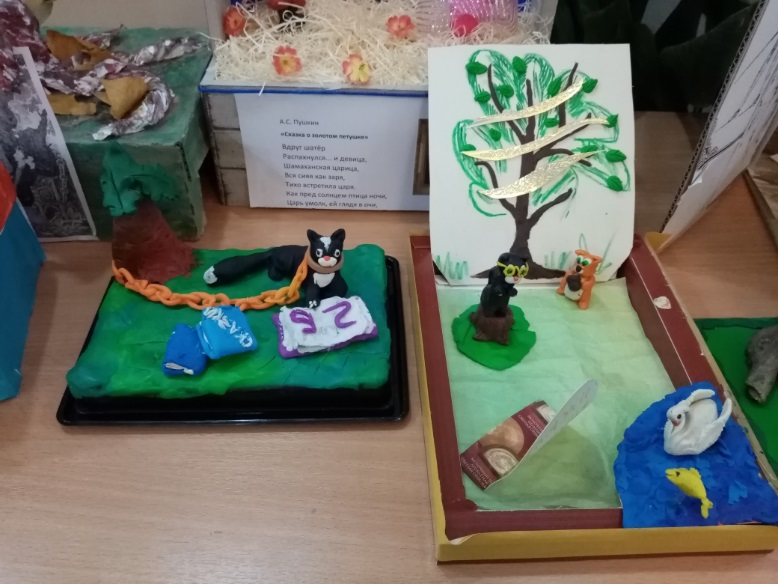 А.С. Пушкин
«Сказка о золотом петушке»
Вдруг шатёр
Распахнулся... и девица,
Шамаханская царица,
Вся сияя как заря,
Тихо встретила царя.
Как пред солнцем птица ночи,
Царь умолк, ей глядя в очи,